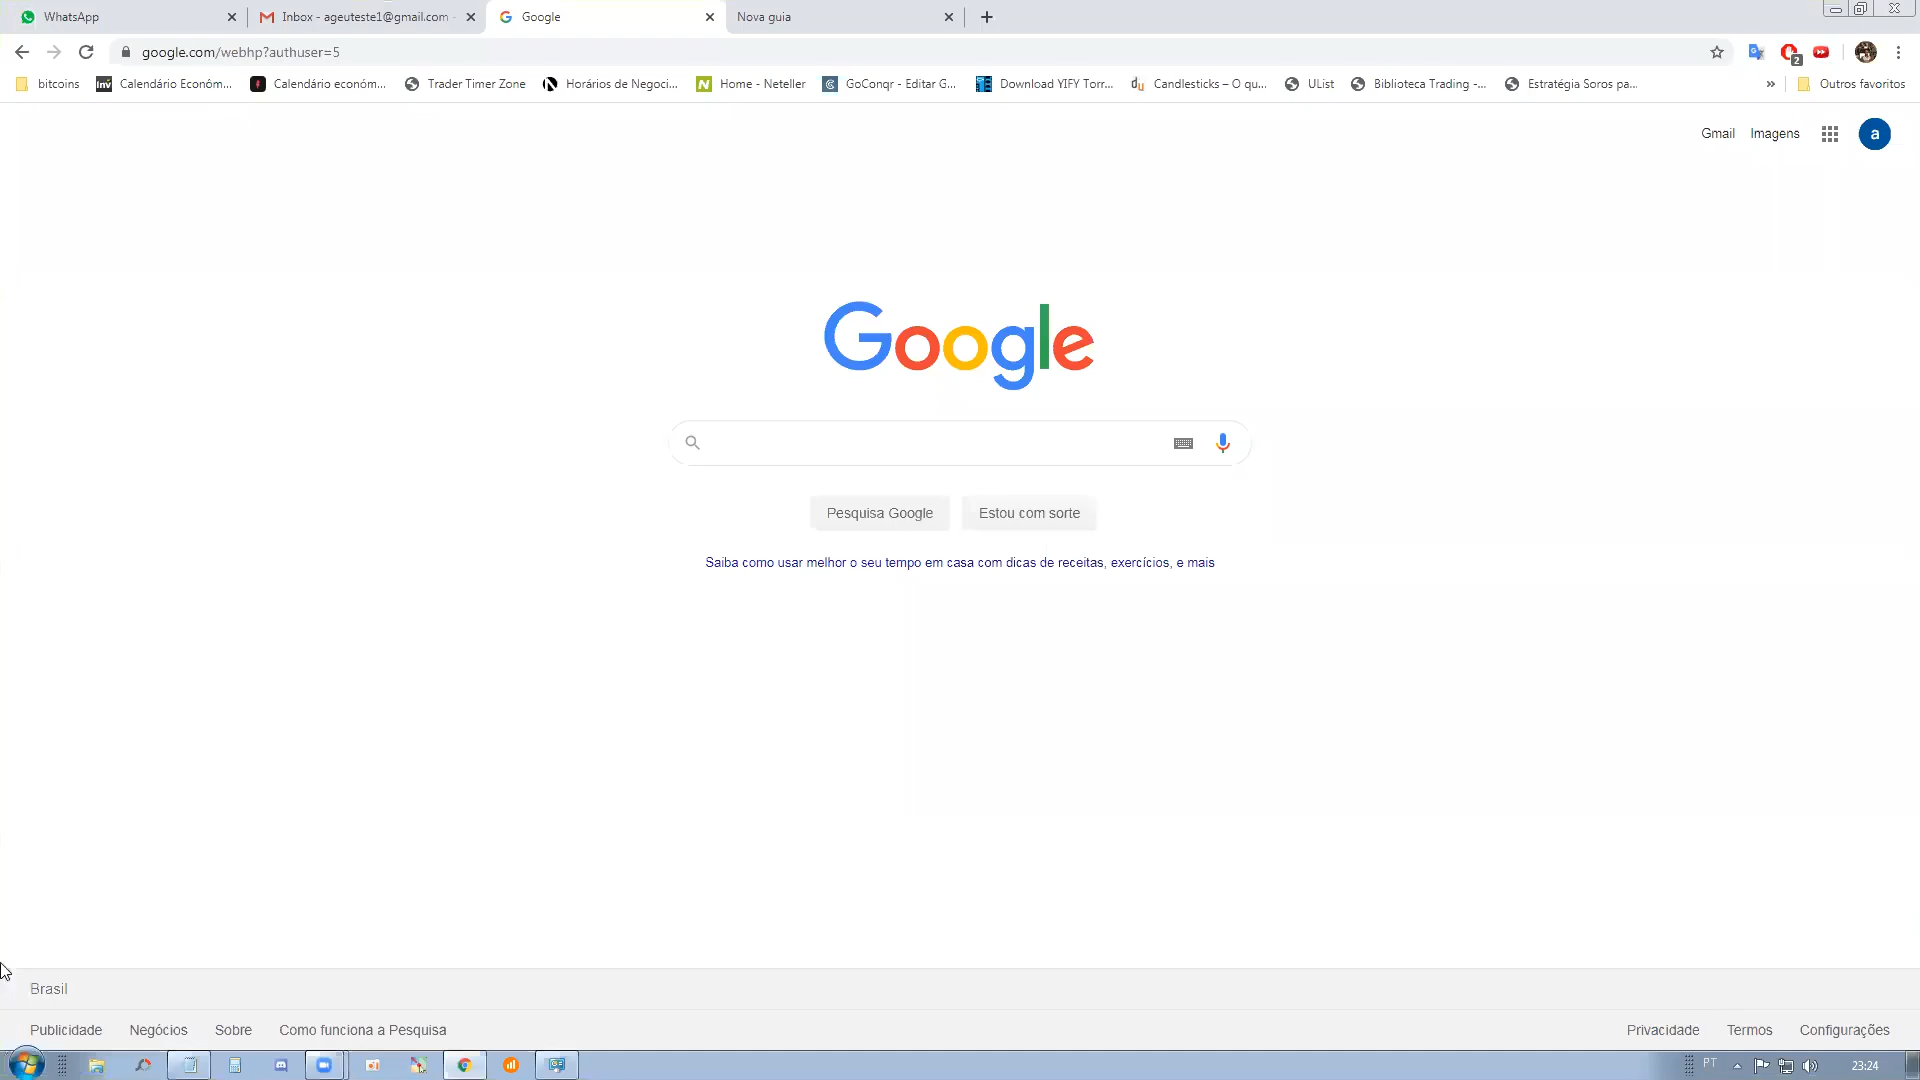 WhatsApp
Inbox - ageuteste1@gmail.com -
Google
Nova guia
google.com/webhp?authuser=5
2
bitcoins
Calendário Económ...
Calendário económ...
Trader Timer Zone
Horários de Negoci...
Home - Neteller
GoConqr - Editar G...
Download YIFY Torr...
Candlesticks – O qu...
UList
Biblioteca Trading -...
Estratégia Soros pa...
»
Outros favoritos
Gmail
Imagens
a
Google
Pesquisa Google
Estou com sorte
Saiba como usar melhor o seu tempo em casa com dicas de receitas, exercícios, e mais
Brasil
Publicidade
Negócios
Sobre
Como funciona a Pesquisa
Privacidade
Termos
Configurações
PT
23:24